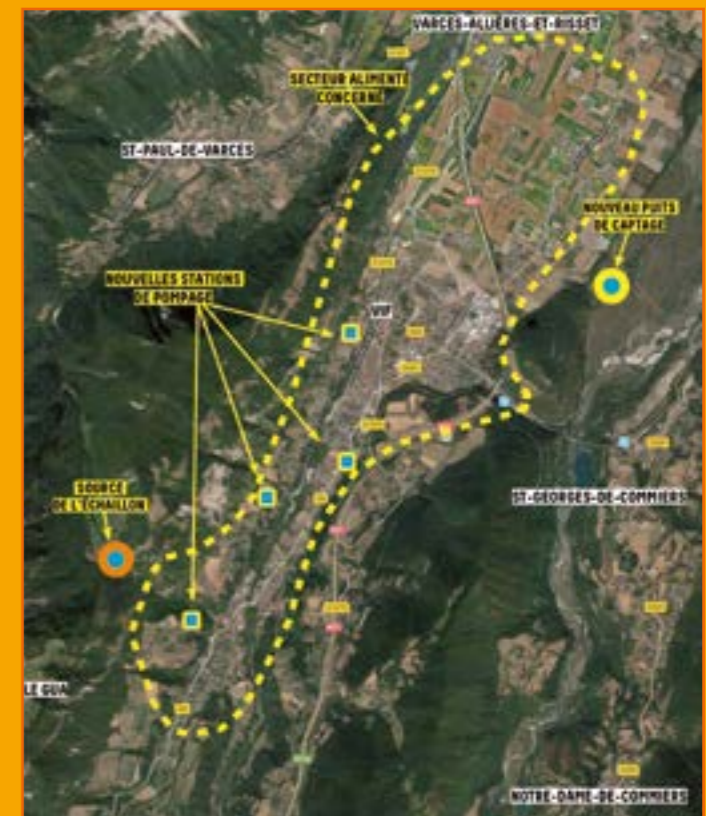 VARCES-ALLIÈRES-ET-RISSET
SECTEUR ALIMENTÉ
CONCERNÉ
ST-PAUL-DE-VARCES
NOUVEAU PUITS
DE CAPTAGE
NOUVELLES STATIONS
DE POMPAGE
VIF
SOURCE
DE L'ÉCHAILLON
ST-GEORGES-DE-COMMIERS
LE GUA
NOTRE-DAME-DE-COMMIERS